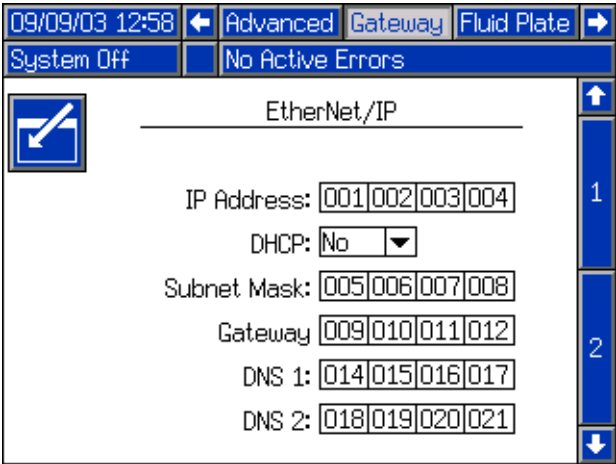 09/09/03 12:58 Advanced Gateway Fluid Plate
System Off No Active Errors
EtherNet/IP
IP Address: 001 002 003 004
1
DHCP: No
Subnet Mask: 005 006 007 008
Gateway 009 010 011 012
2
DNS 1: 014 015 016 017
DNS 2: 018 019 020 021